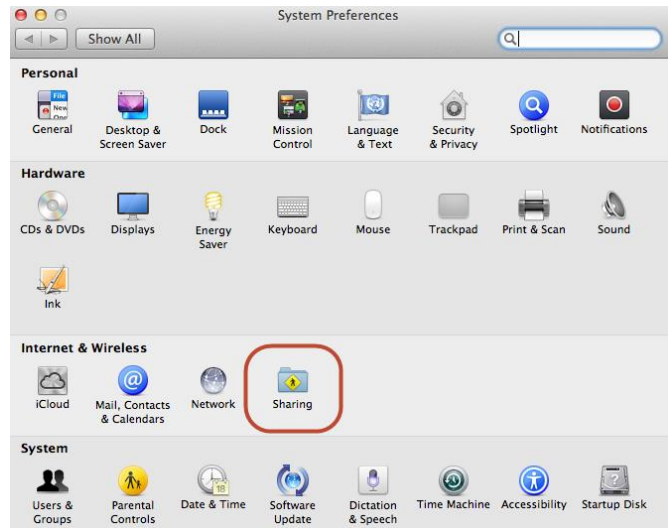 System Preferences
Show All
Personal
General
Desktop &
Screen Saver
Dock
Mission
Control
Language
& Text
Security
& Privacy
Spotlight
Notifications
Hardware
CDs & DVDs
Displays
Energy
Saver
Keyboard
Mouse
Trackpad
Print & Scan
Sound
Ink
Internet & Wireless
iCloud
Mail, Contacts
& Calendars
Network
Sharing
System
Users &
Groups
Parental
Controls
Date & Time
Software
Update
Dictation
& Speech
Time Machine
Accessibility
Startup Disk